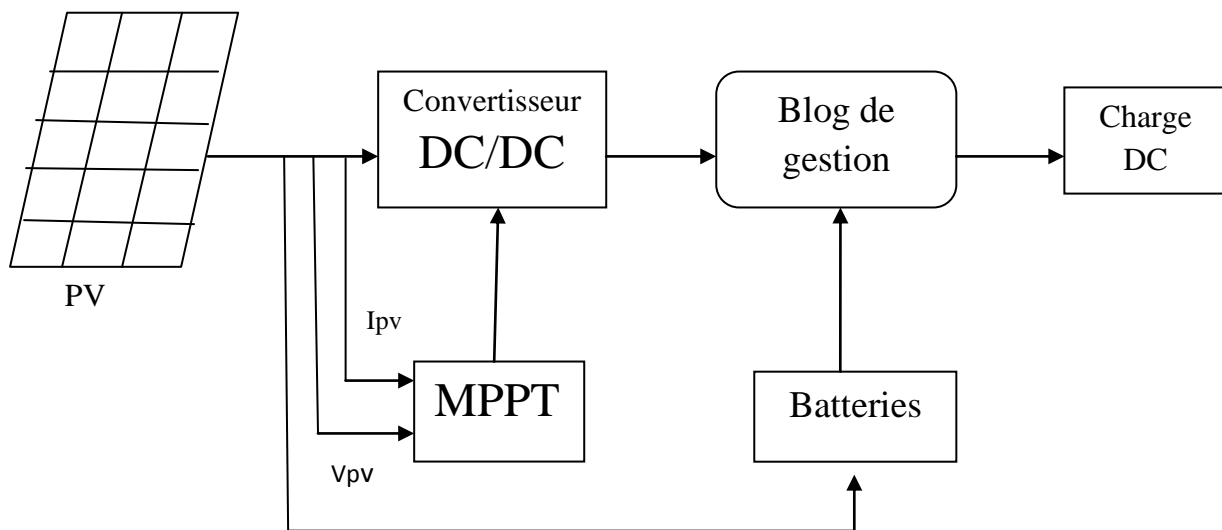 Convertisseur
DC/DC
Blog de
gestion
Charge
DC
PV
Ipv
MPPT
Vpv
Batteries